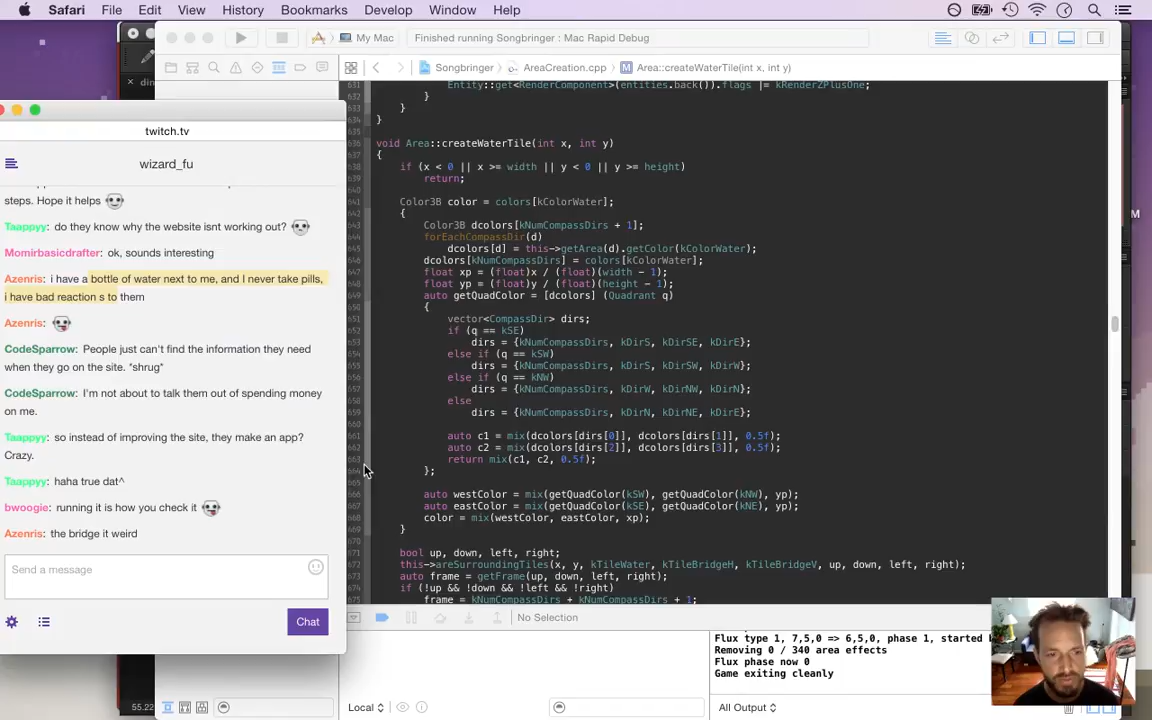 Safari File Edit View History Bookmarks Develop Window Help
My Mac
Finished running Songbringer : Mac Rapid Debug
Songbringer
AreaCreation.cpp
Area::createWaterTile(int x, int y)
twitch.tv
wizard_fu
steps. Hope it helps
Taappyy: do they know why the website isnt working out?
Momirbasicdrafter: ok, sounds interesting
Azenris: i have a bottle of water next to me, and I never take pills,
i have bad reaction s to them
Azenris:
CodeSparrow: People just can't find the information they need
when they go on the site. *shrug*
CodeSparrow: I'm not about to talk them out of spending money
on me.
Taappyy: so instead of improving the site, they make an app?
Crazy.
Taappyy: haha true dat^
bwoogie: running it is how you check it
Azenris: the bridge it weird
Send a message
Chat
Entity::get<RenderComponent>(entities.back()).flags |= kRenderZPlusOne;
}
}
}
void Area::createWaterTile(int x, int y)
{
if (x < 0 || x >= width || y < 0 || y >= height)
return;
Color3B color = colors[kColorWater];
{
Color3B dcolors[kNumCompassDirs + 1];
forEachCompassDir(d)
dcolors[d] = this->getArea(d).getColor(kColorWater);
dcolors[kNumCompassDirs] = colors[kColorWater];
float xp = (float)x / (float)(width - 1);
float yp = (float)y / (float)(height - 1);
auto getQuadColor = [dcolors] (Quadrant q)
{
vector<CompassDir> dirs;
if (q == kSE)
dirs = {kNumCompassDirs, kDirS, kDirSE, kDirE};
else if (q == kSW)
dirs = {kNumCompassDirs, kDirS, kDirSW, kDirW};
else if (q == kNW)
dirs = {kNumCompassDirs, kDirW, kDirNW, kDirN};
else
dirs = {kNumCompassDirs, kDirN, kDirNE, kDirE};
auto c1 = mix(dcolors[dirs[0]], dcolors[dirs[1]], 0.5f);
auto c2 = mix(dcolors[dirs[2]], dcolors[dirs[3]], 0.5f);
return mix(c1, c2, 0.5f);
};
auto westColor = mix(getQuadColor(kSW), getQuadColor(kNW), yp);
auto eastColor = mix(getQuadColor(kSE), getQuadColor(kNE), yp);
color = mix(westColor, eastColor, xp);
}
bool up, down, left, right;
this->areSurroundingTiles(x, y, kTileWater, kTileBridgeH, kTileBridgeV, up, down, left, right);
auto frame = getFrame(up, down, left, right);
if (!up && !down && !left && !right)
frame = kNumCompassDirs + kNumCompassDirs + 1;
No Selection
Flux type 1, 7,5,0 => 6,5,0, phase 1, started
Removing 0 / 340 area effects
Flux phase now 0
Game exiting cleanly
55.22
Local
All Output